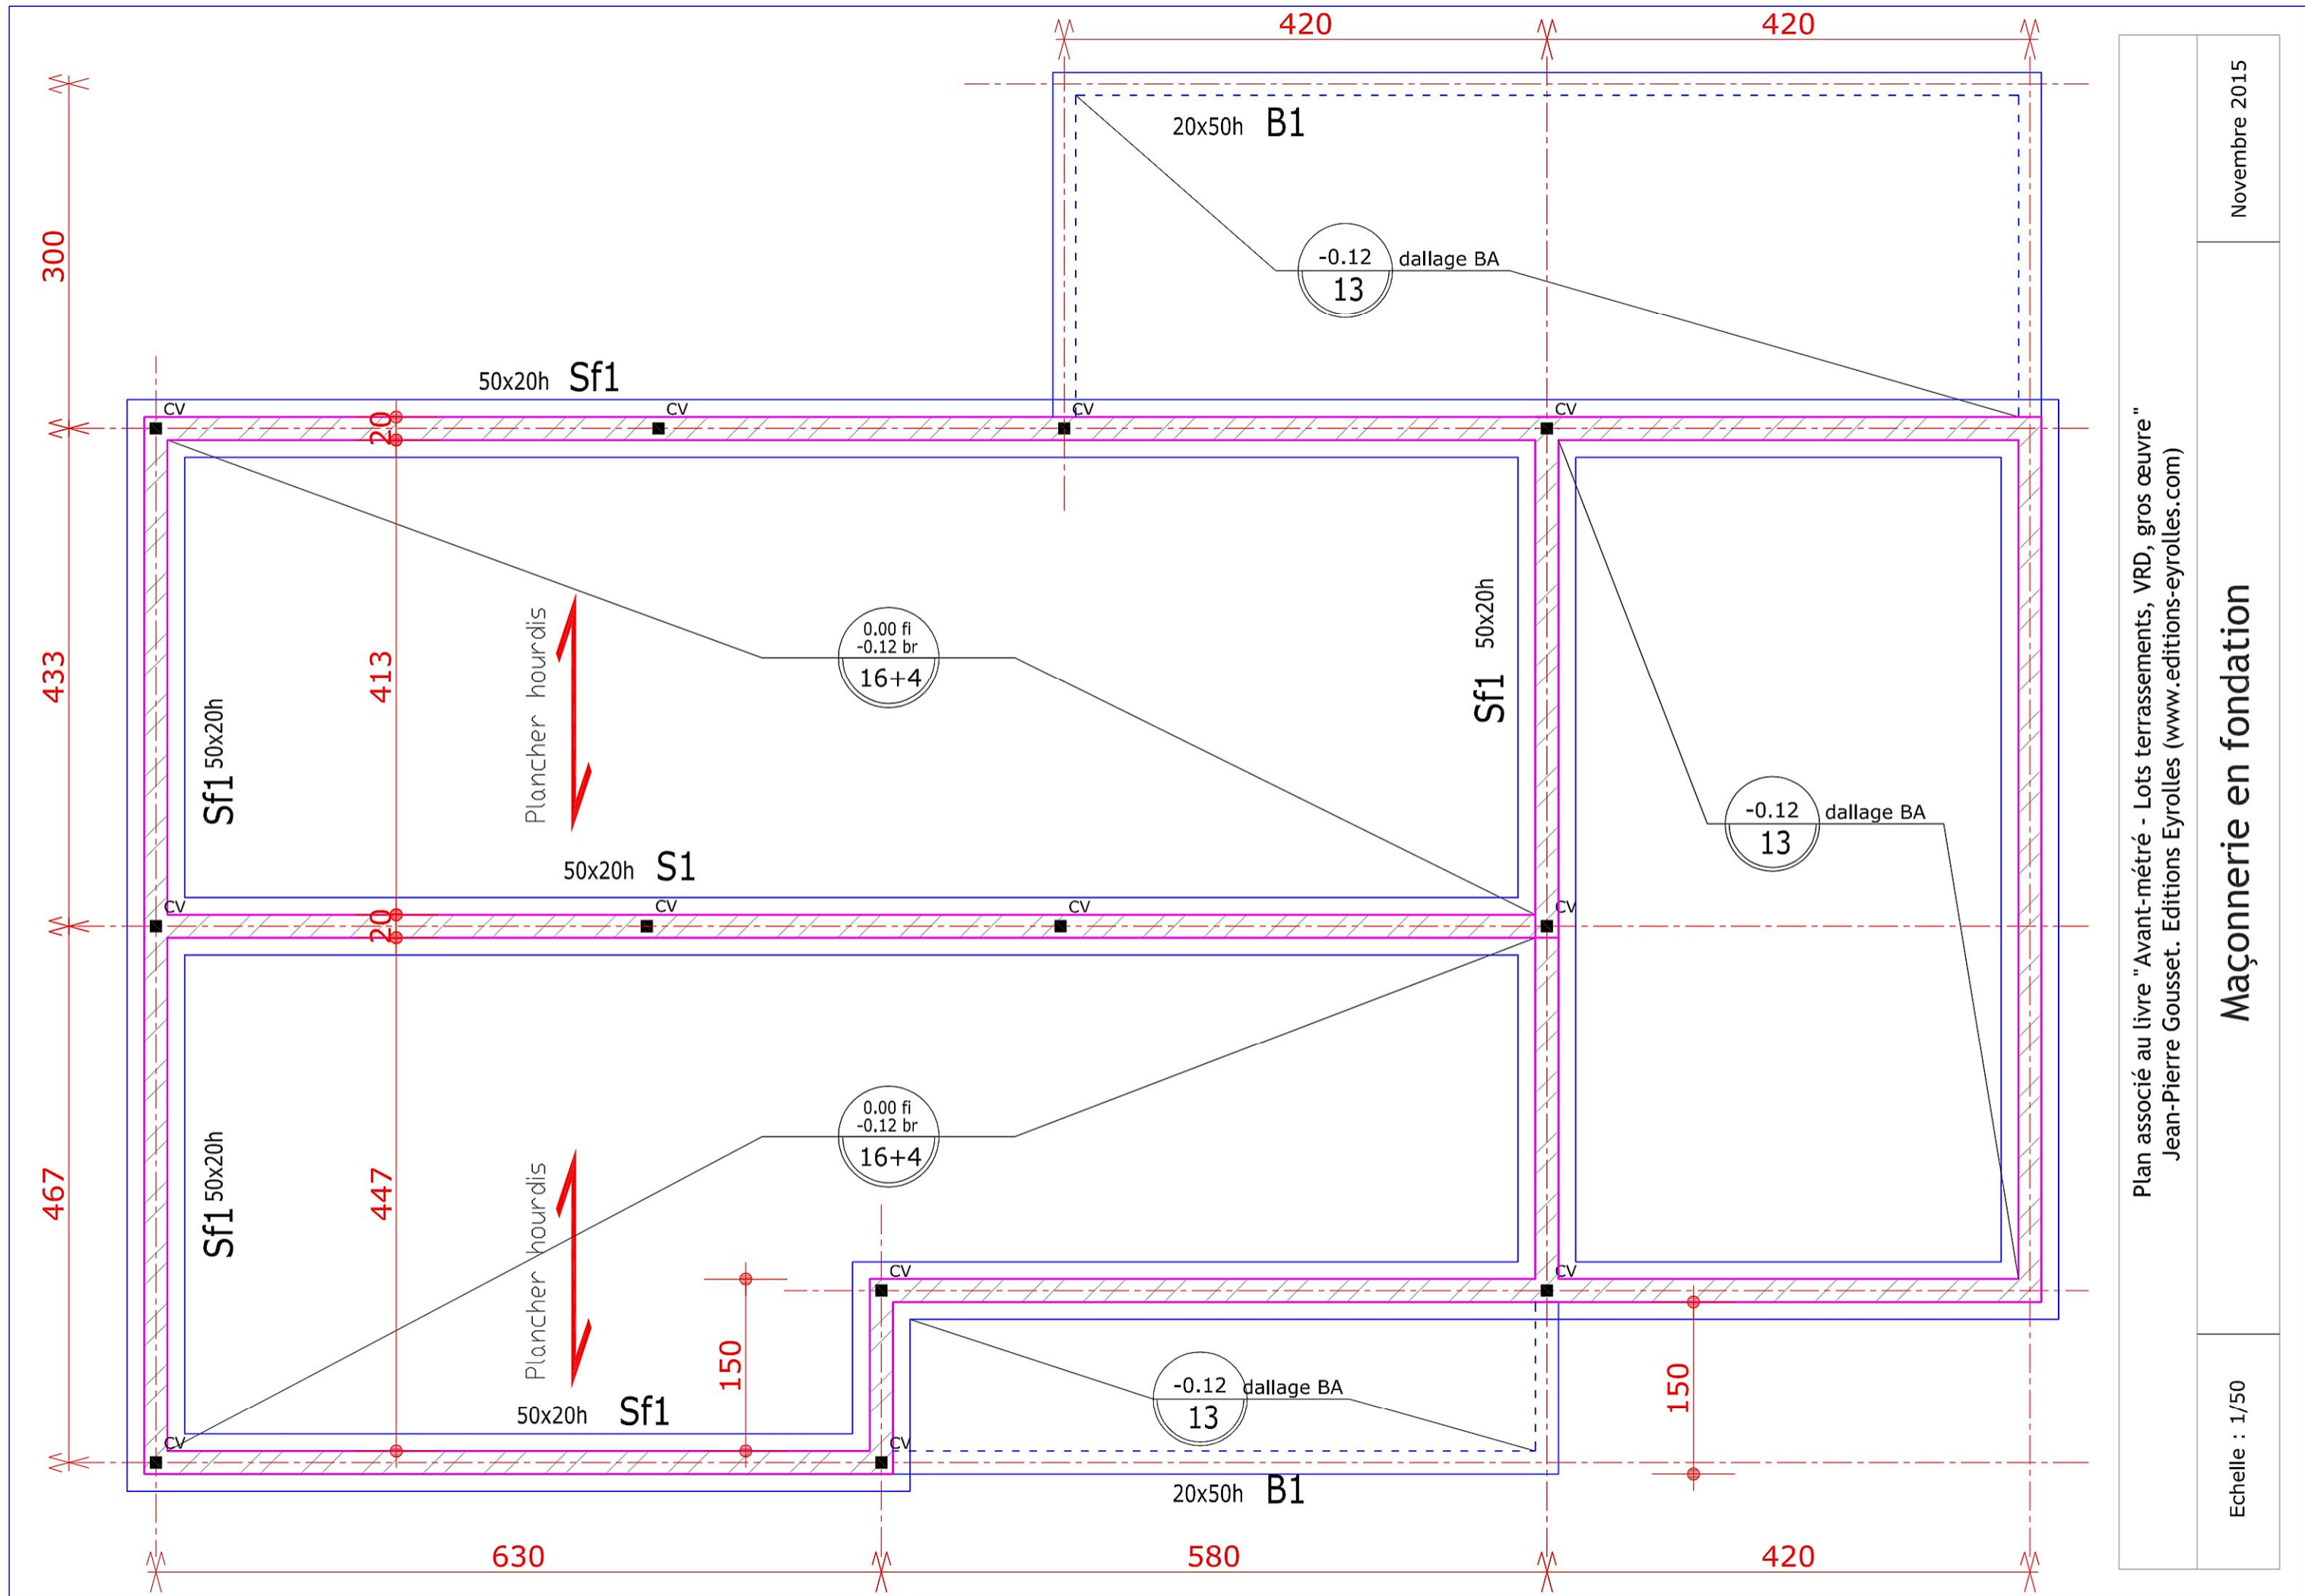 420
420
20x50h B1
-0.12 dallage BA
13
300
50x20h Sf1
CV
CV
CV
CV
20
433
413
Plancher hourdis
0.00 fi
-0.12 br
16+4
Sf1 50x20h
Sf1 50x20h
-0.12 dallage BA
13
50x20h S1
CV
CV
CV
CV
20
467
447
Plancher hourdis
0.00 fi
-0.12 br
16+4
Sf1 50x20h
CV
CV
150
150
50x20h Sf1
-0.12 dallage BA
13
CV
CV
20x50h B1
630
580
420
Plan associé au livre "Avant-métré - Lots terrassements, VRD, gros œuvre"
Jean-Pierre Gousset. Editions Eyrolles (www.editions-eyrolles.com)
Echelle : 1/50
Maçonnerie en fondation
Novembre 2015